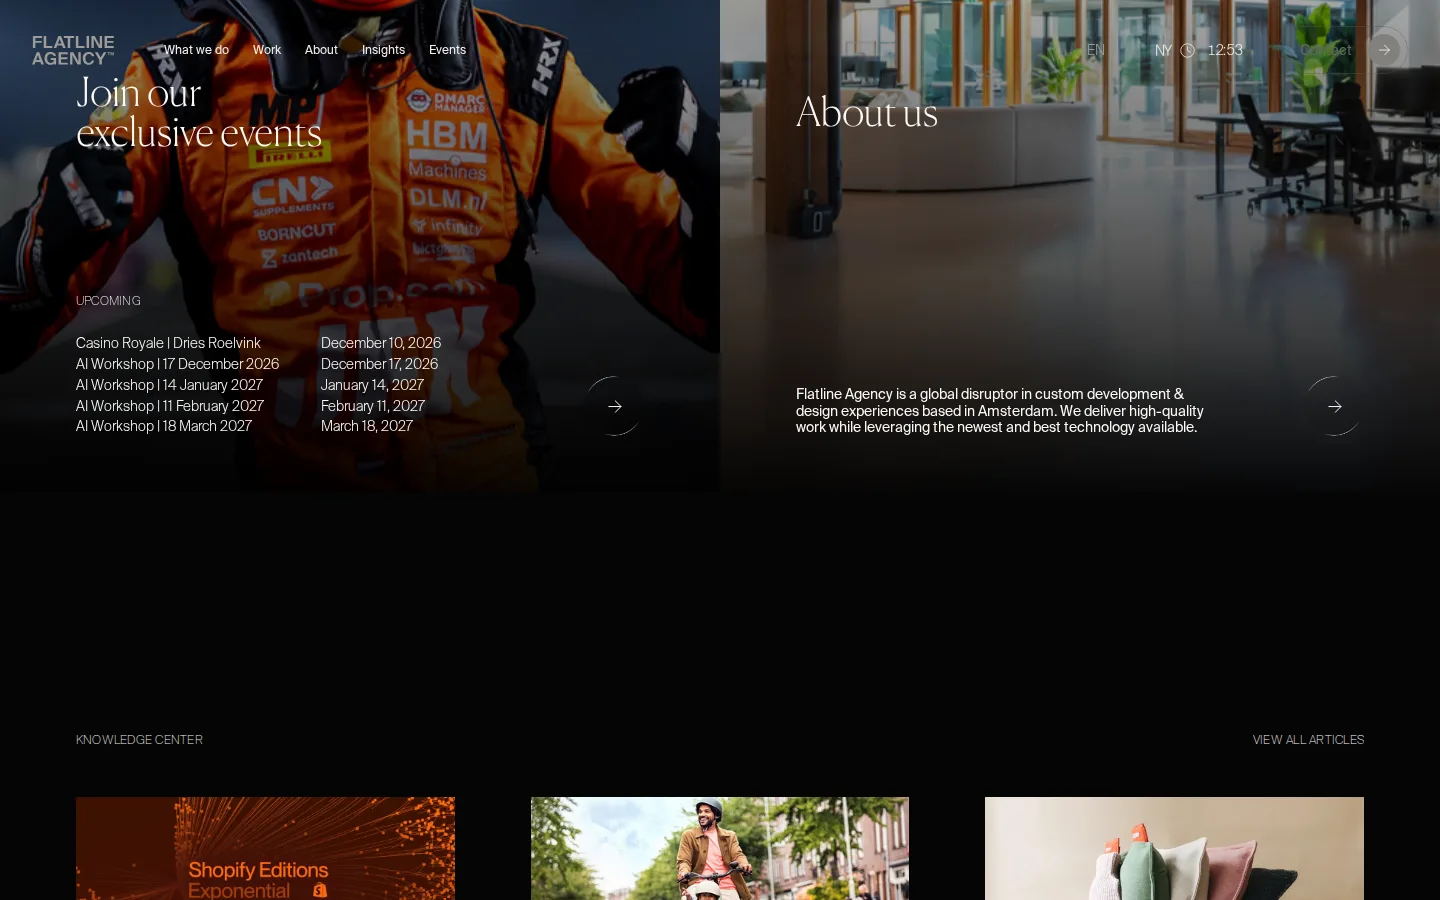 FLATLINE
AGENCY™
What we do
Work
About
Insights
Events
EN
NY
12:53
Contact
Join our
exclusive events
MP
PIRELLI
CN
SUPPLEMENTS
BORNCUT
zantech
HRX
HRX
DMARC
MANAGER
HBM
Machines
DLM.nl
infinity
UPCOMING
Casino Royale | Dries Roelvink
December 10, 2026
AI Workshop | 17 December 2026
December 17, 2026
AI Workshop | 14 January 2027
January 14, 2027
AI Workshop | 11 February 2027
February 11, 2027
AI Workshop | 18 March 2027
March 18, 2027
About us
Flatline Agency is a global disruptor in custom development &
design experiences based in Amsterdam. We deliver high-quality
work while leveraging the newest and best technology available.
KNOWLEDGE CENTER
VIEW ALL ARTICLES
Shopify Editions
Exponential